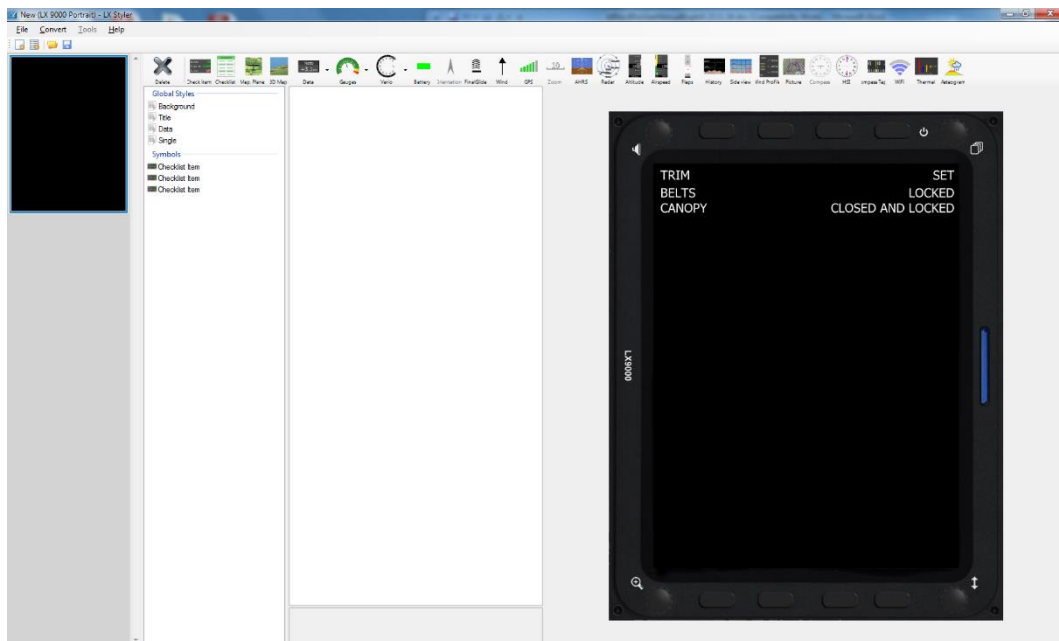 New (LX 9000 Portrait) - LX Styler
File Convert Tools Help
Delete Check Item Checklist Map Plane 3D Map Data Gauges Vario Battery Orientation FinalGlide Wind GPS Zoom AHRS Radar Altitude Airspeed Flaps History Side view Wind Profile Picture Compass HSI Compass Tap WiFi Thermal
Global Styles
Background
Title
Data
Single
Symbols
Checklist Item
Checklist Item
Checklist Item
TRIM SET
BELTS LOCKED
CANOPY CLOSED AND LOCKED
LX9000